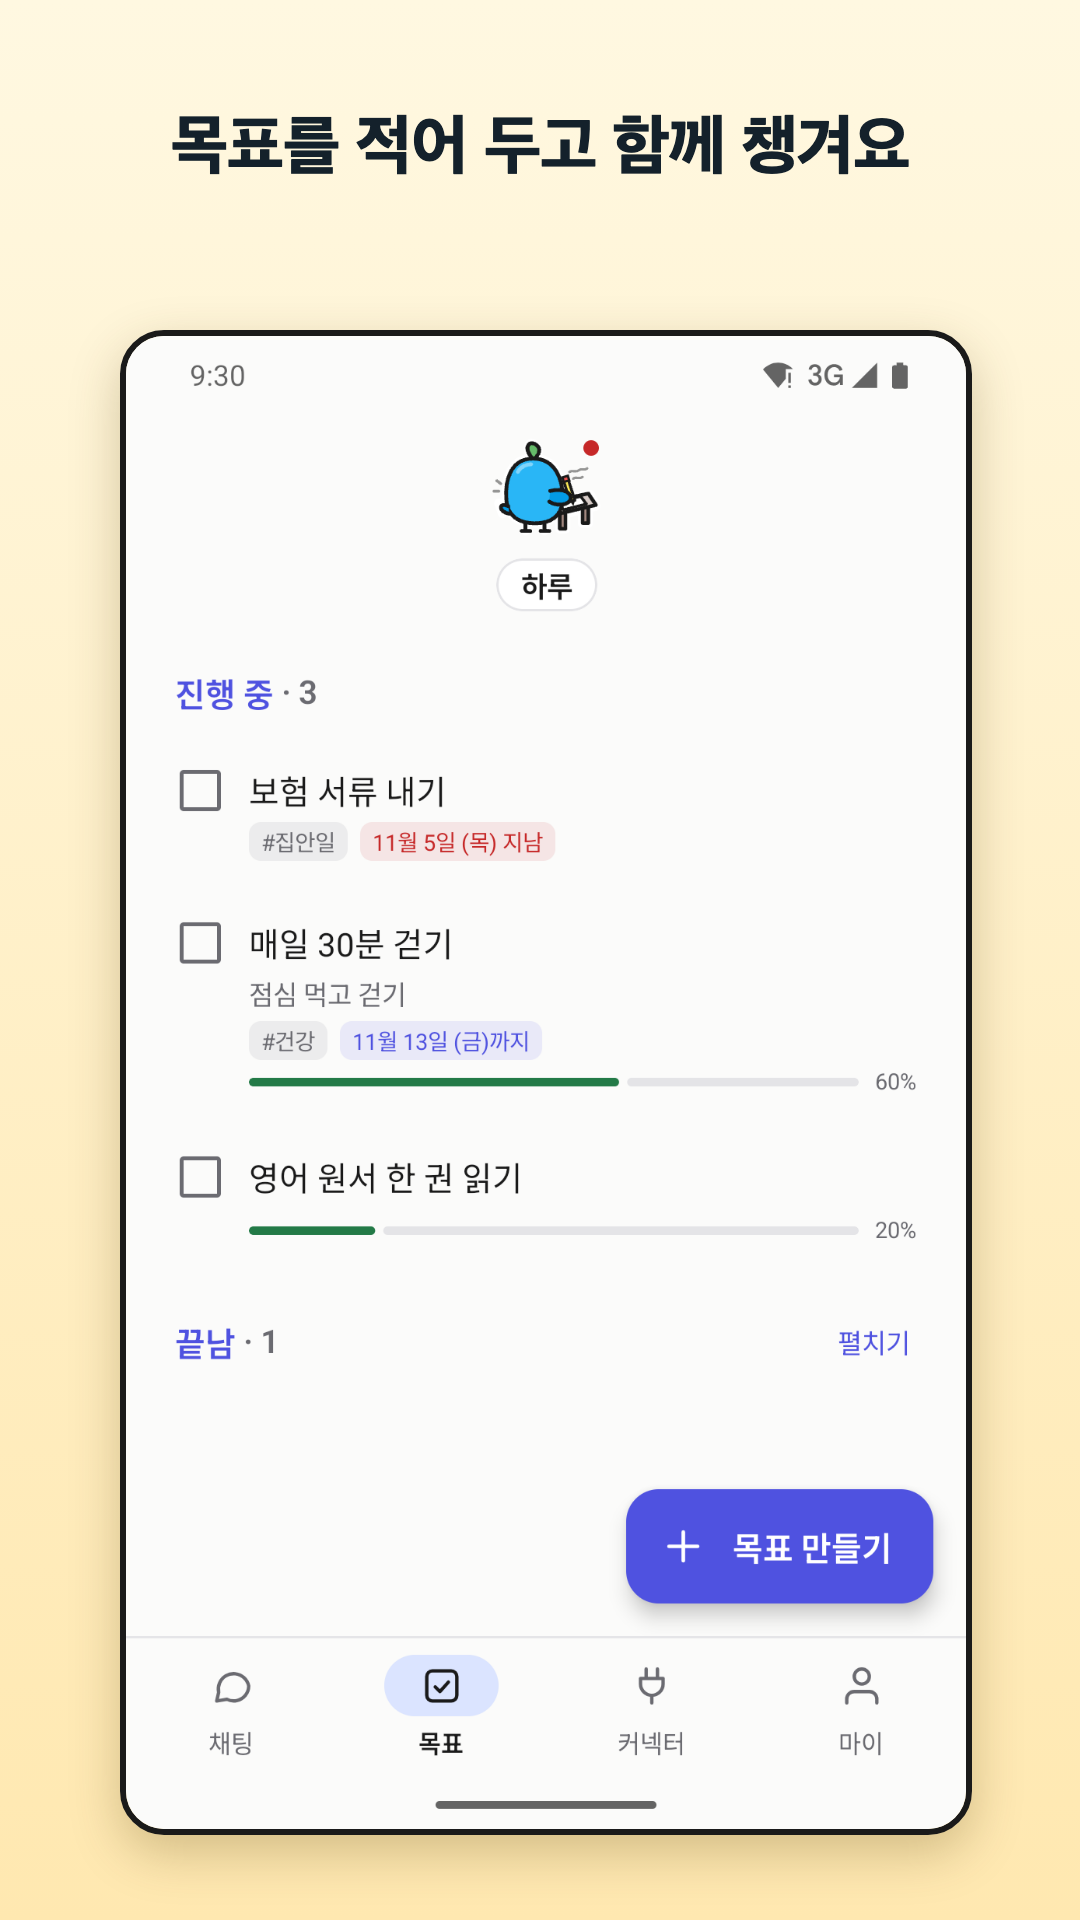 목표를 적어 두고 함께 챙겨요
9:30
3G
하루
진행 중 · 3
보험 서류 내기
#집안일 11월 5일 (목) 지남
매일 30분 걷기
점심 먹고 걷기
#건강 11월 13일 (금)까지
60%
영어 원서 한 권 읽기
20%
끝남 · 1 펼치기
목표 만들기
채팅 목표 커넥터 마이